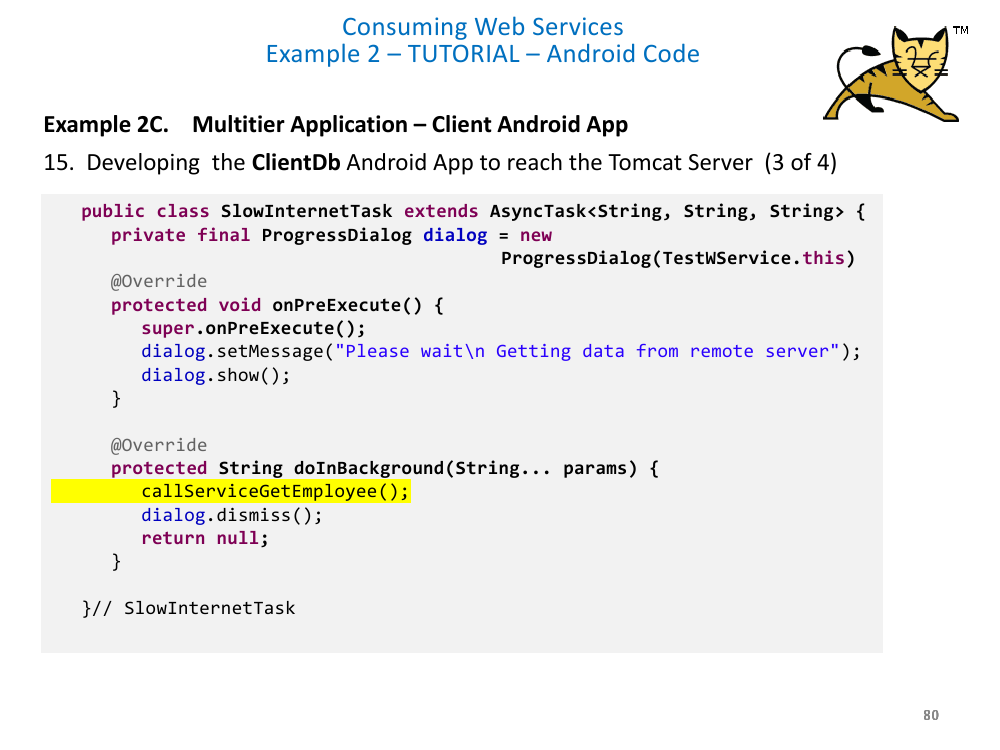 Consuming Web Services
Example 2 – TUTORIAL – Android Code
TM
Example 2C. Multitier Application – Client Android App
15. Developing the ClientDb Android App to reach the Tomcat Server (3 of 4)
public class SlowInternetTask extends AsyncTask<String, String, String> {
private final ProgressDialog dialog = new
ProgressDialog(TestWService.this)
@Override
protected void onPreExecute() {
super.onPreExecute();
dialog.setMessage("Please wait\n Getting data from remote server");
dialog.show();
}
@Override
protected String doInBackground(String... params) {
callServiceGetEmployee();
dialog.dismiss();
return null;
}
}// SlowInternetTask
80